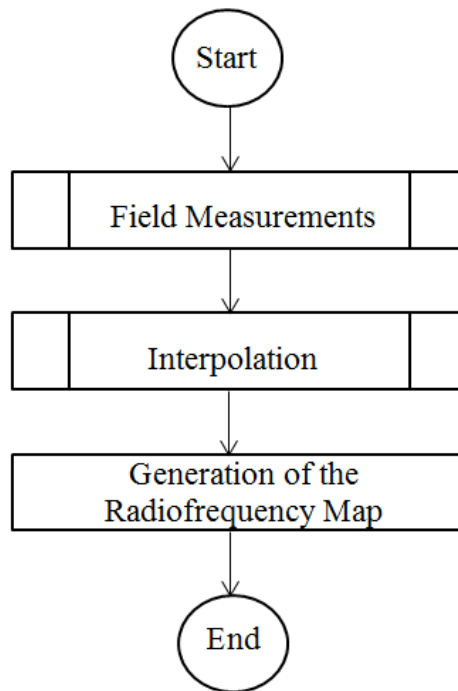 Start
Field Measurements
Interpolation
Generation of the
Radiofrequency Map
End